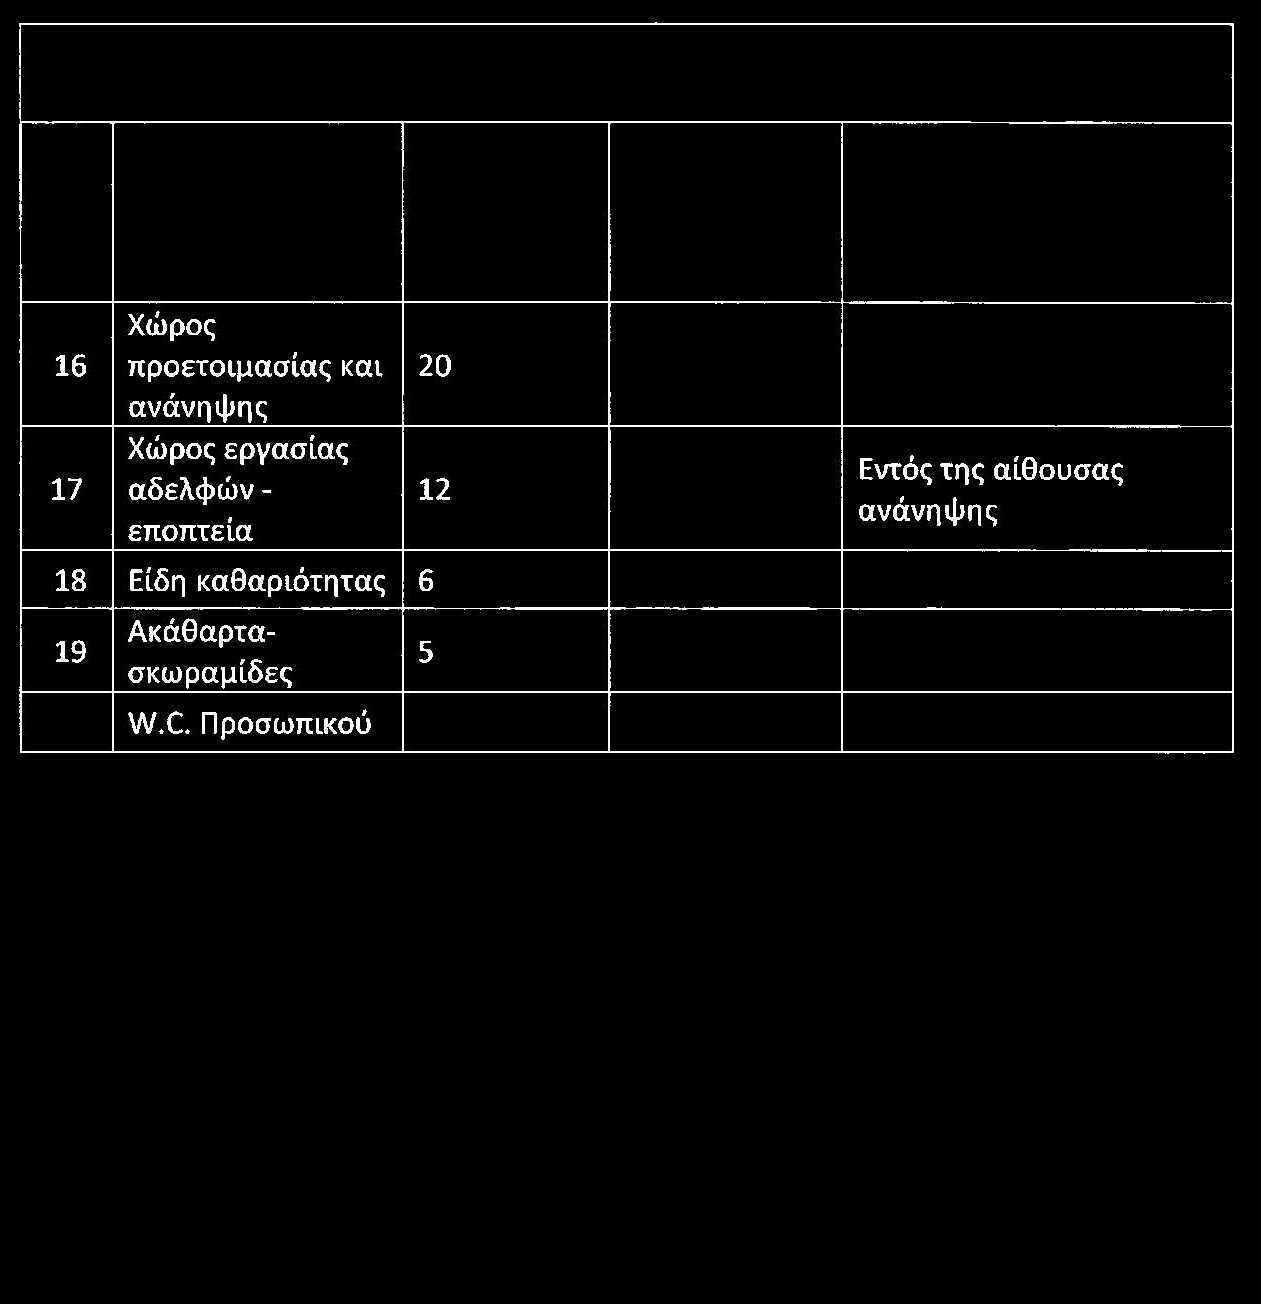 Χώρος
16 προετοιμασίας και 20
ανάνηψης
Χώρος εργασίας
17 αδελφών - 12
εποπτεία
Εντός της αίθουσας
ανάνηψης
18 Είδη καθαριότητας 6
Ακάθαρτα-
19 5
σκωραμίδες
W.C. Προσωπικού